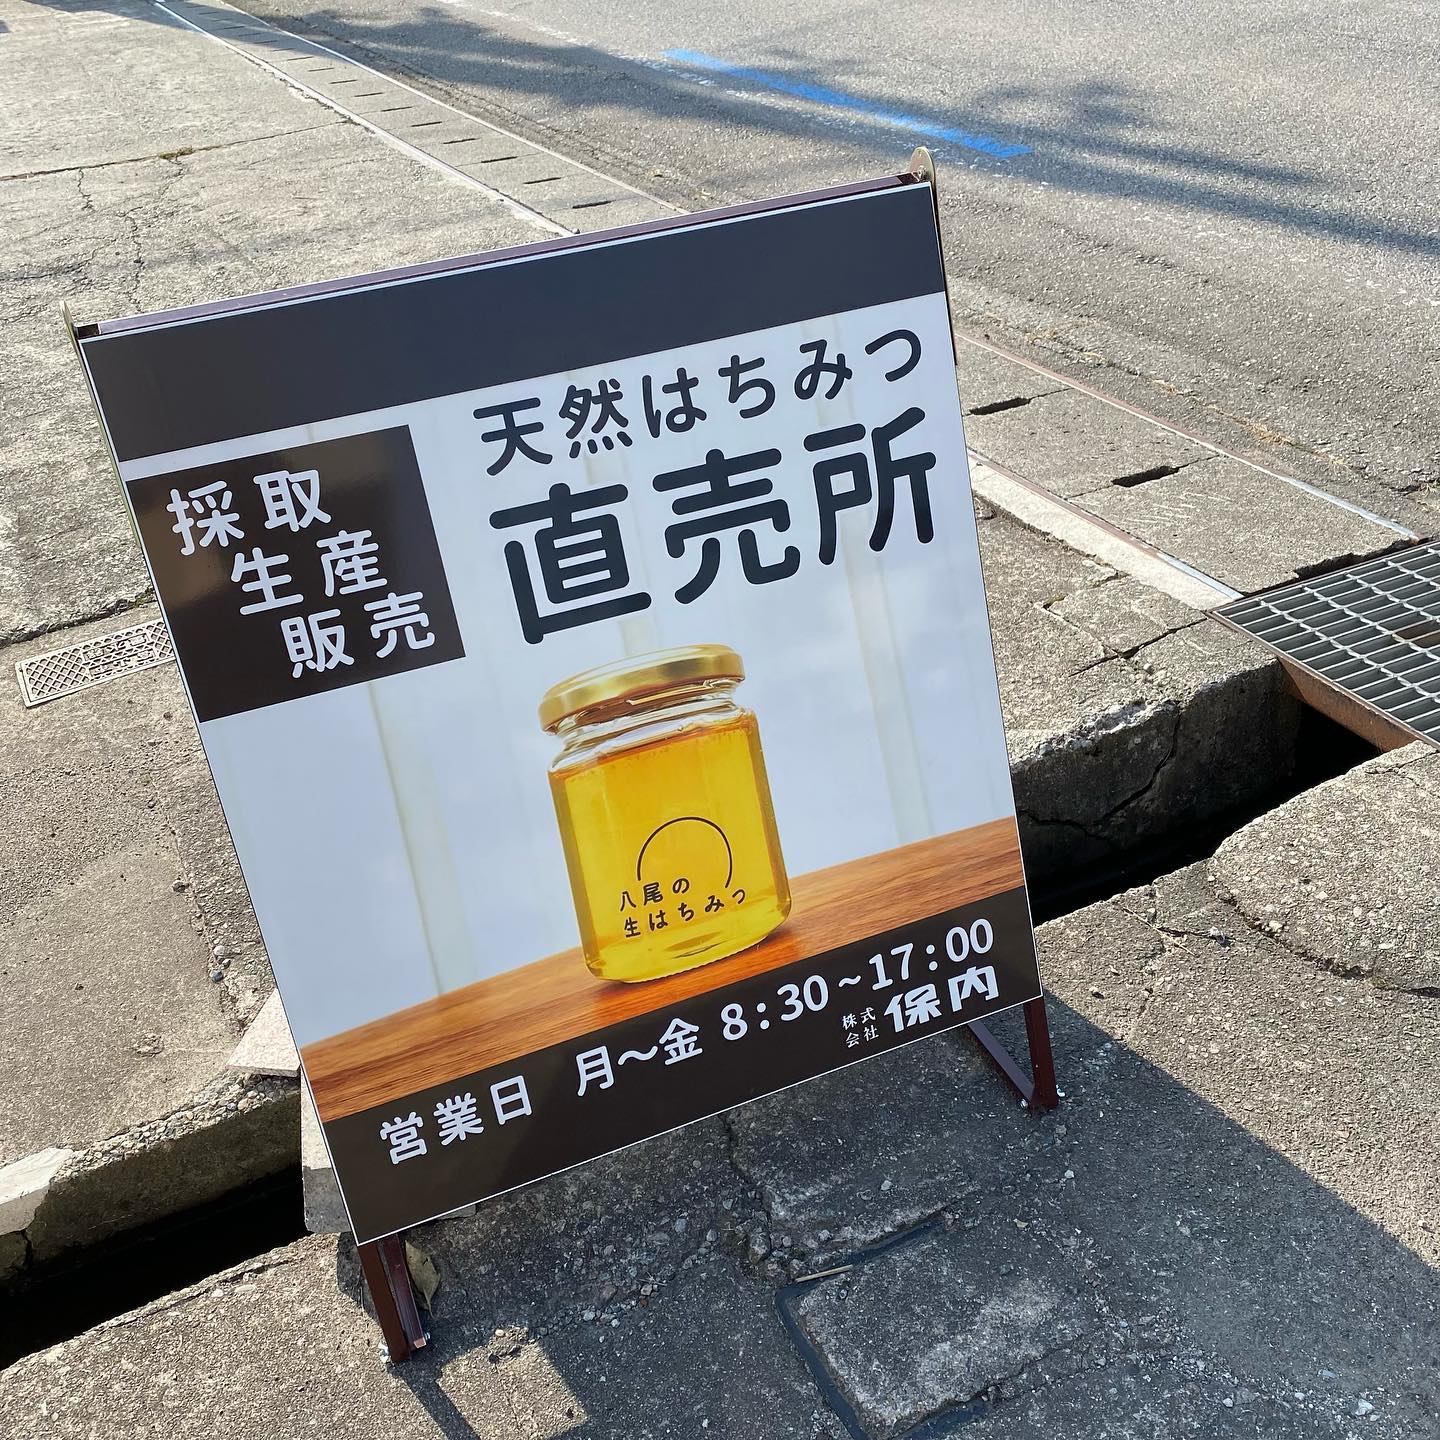 天然はちみつ
直売所
採取
生産
販売
八尾の
生はちみつ
営業日 月～金 8:30～17:00
株式会社 保内